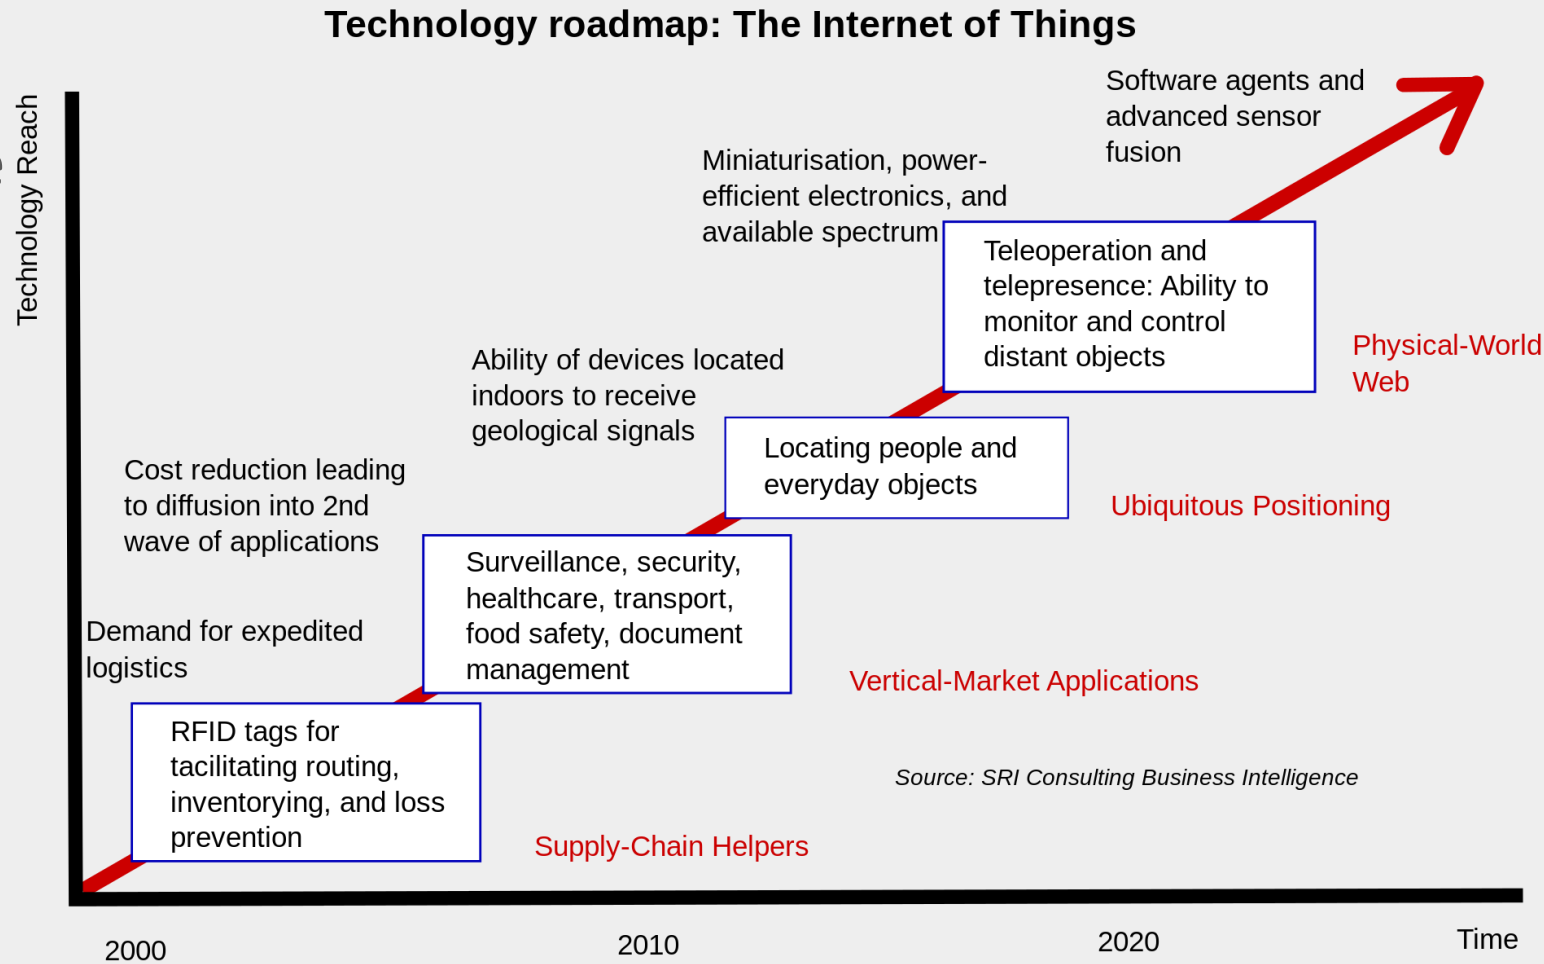 Technology roadmap: The Internet of Things
Technology Reach
Software agents and
advanced sensor
fusion
Miniaturisation, power-
efficient electronics, and
available spectrum
Teleoperation and
telepresence: Ability to
monitor and control
distant objects
Physical-World
Web
Ability of devices located
indoors to receive
geological signals
Locating people and
everyday objects
Ubiquitous Positioning
Cost reduction leading
to diffusion into 2nd
wave of applications
Surveillance, security,
healthcare, transport,
food safety, document
management
Vertical-Market Applications
Demand for expedited
logistics
RFID tags for
tacilitating routing,
inventorying, and loss
prevention
Supply-Chain Helpers
Source: SRI Consulting Business Intelligence
2000
2010
2020
Time